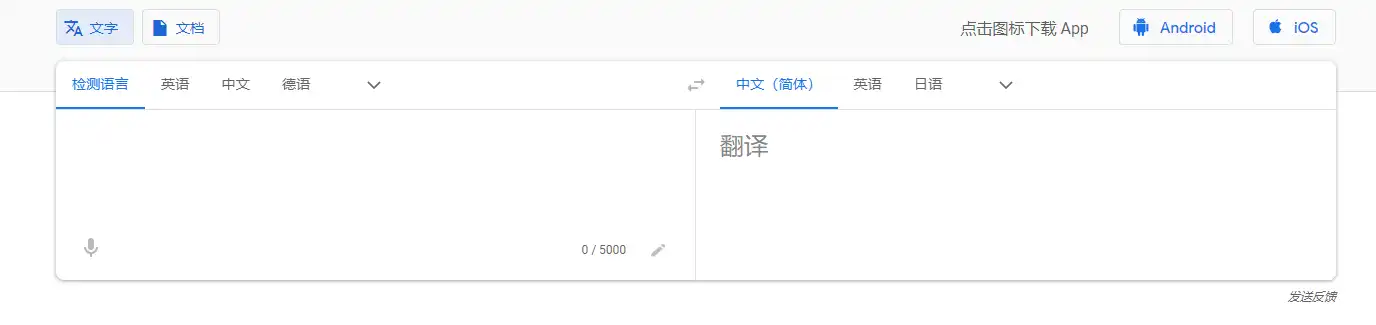 文字 文档 点击图标下载 App Android iOS
检测语言 英语 中文 德语 中文（简体） 英语 日语
翻译
0 / 5000
发送反馈